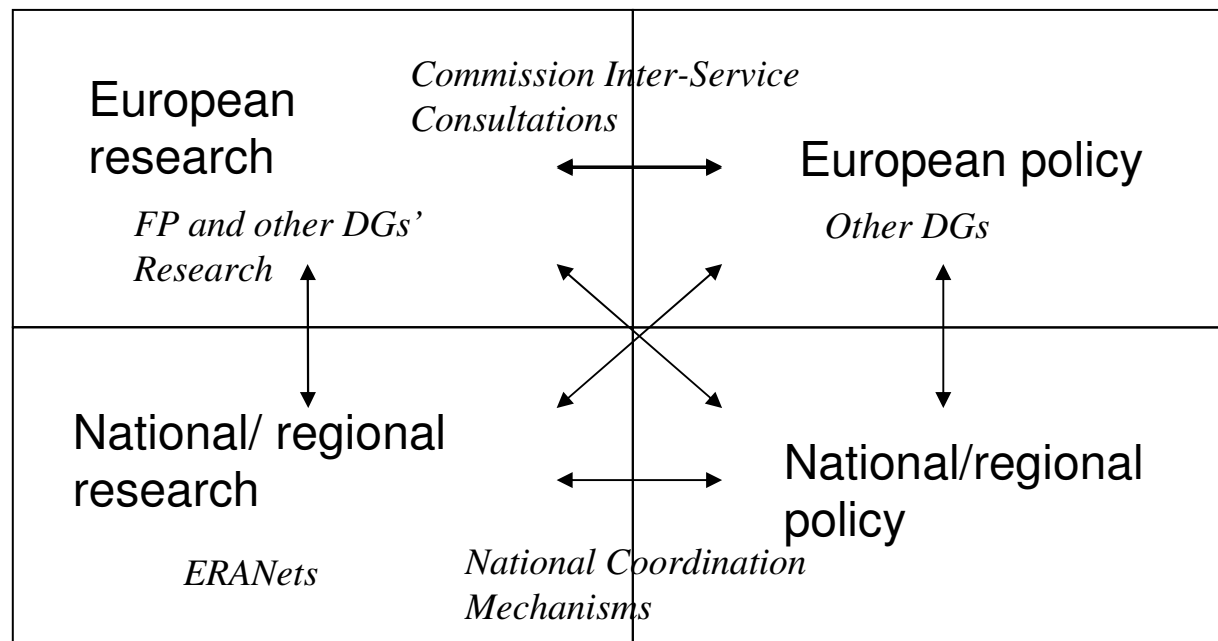 European
research
Commission Inter-Service
Consultations
European policy
FP and other DGs’
Research
Other DGs
National/ regional
research
National/regional
policy
ERANets
National Coordination
Mechanisms